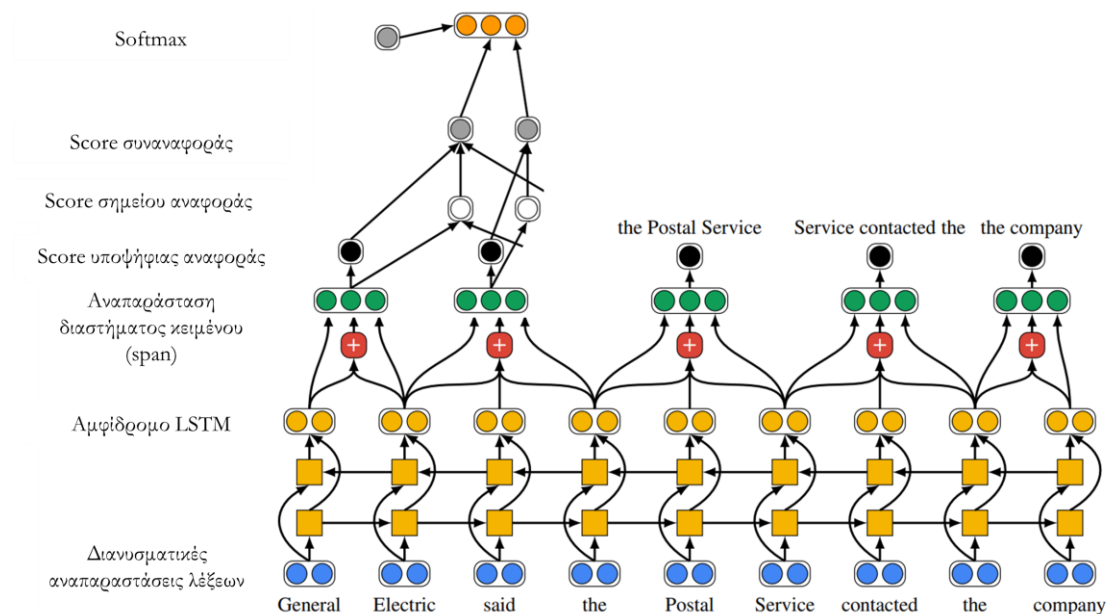 Softmax
Score συναναφοράς
Score σημείου αναφοράς
the Postal Service Service contacted the the company
Score υποψήφιας αναφοράς
Αναπαράσταση
διαστήματος κειμένου
(span)
+ + + + +
Αμφίδρομο LSTM
Διανυσματικές
αναπαραστάσεις λέξεων
General Electric said the Postal Service contacted the company